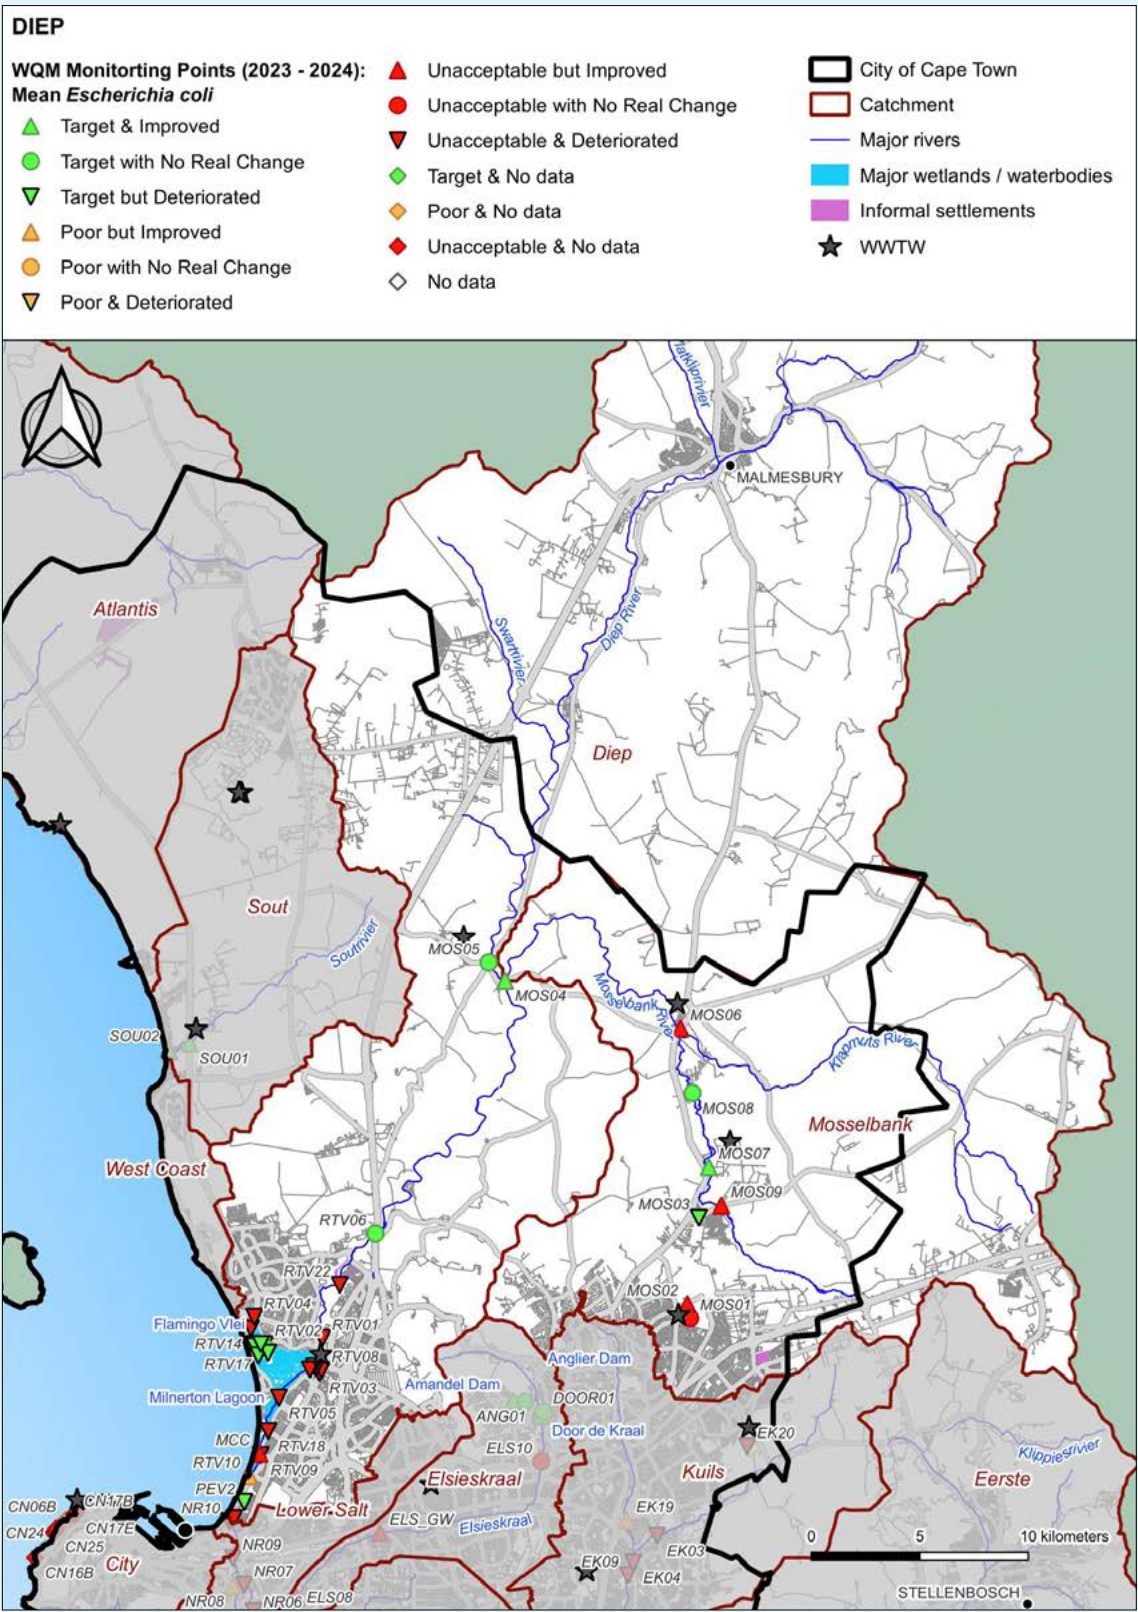 DIEP
WQM Monitorting Points (2023 - 2024):
Mean Escherichia coli
Target & Improved
Target with No Real Change
Target but Deteriorated
Poor but Improved
Poor with No Real Change
Poor & Deteriorated
Unacceptable but Improved
Unacceptable with No Real Change
Unacceptable & Deteriorated
Target & No data
Poor & No data
Unacceptable & No data
No data
City of Cape Town
Catchment
Major rivers
Major wetlands / waterbodies
Informal settlements
WWTW
MALMESBURY
Atlantis
Swartrivier
Diep River
Diep
Sout
Soutrivier
MOS05
MOS04
Mosselbank
River
MOS06
SOU02
SOU01
Klapmuts River
MOS08
Mosselbank
MOS07
West Coast
MOS09
MOS03
RTV06
RTV22
MOS02
MOS01
RTV04
Flamingo Vlei
RTV02
RTV01
RTV14
RTV17
RTV08
Anglier Dam
RTV03
Amandel Dam
Milnerton Lagoon
DOOR01
RTV05
ANG01
Door de Kraal
EK20
MCC
RTV18
ELS10
RTV10
RTV09
Elsieskraal
Kuils
Eerste
Klippiesrivier
PEV2
CN06B
CN17B
NR10
Lower Salt
EK19
CN24
CN17E
ELS_GW
Elsieskraal
CN25
City
NR09
EK03
CN16B
NR07
EK09
EK04
NR08
NR06
ELS08
0
5
10 kilometers
STELLENBOSCH